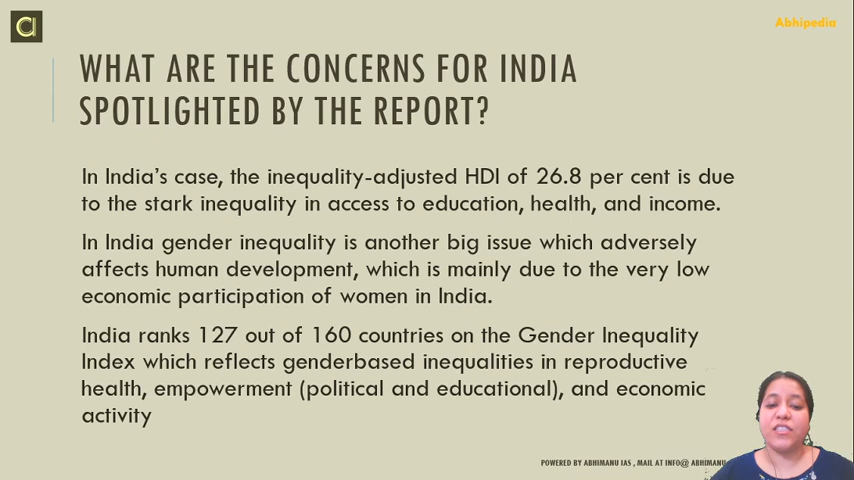 Abhipedia
WHAT ARE THE CONCERNS FOR INDIA
SPOTLIGHTED BY THE REPORT?
In India's case, the inequality-adjusted HDI of 26.8 per cent is due
to the stark inequality in access to education, health, and income.
In India gender inequality is another big issue which adversely
affects human development, which is mainly due to the very low
economic participation of women in India.
India ranks 127 out of 160 countries on the Gender Inequality
Index which reflects genderbased inequalities in reproductive
health, empowerment (political and educational), and economic
activity
POWERED BY ABHIMANU IAS , MAIL AT INFO@ ABHIMANU